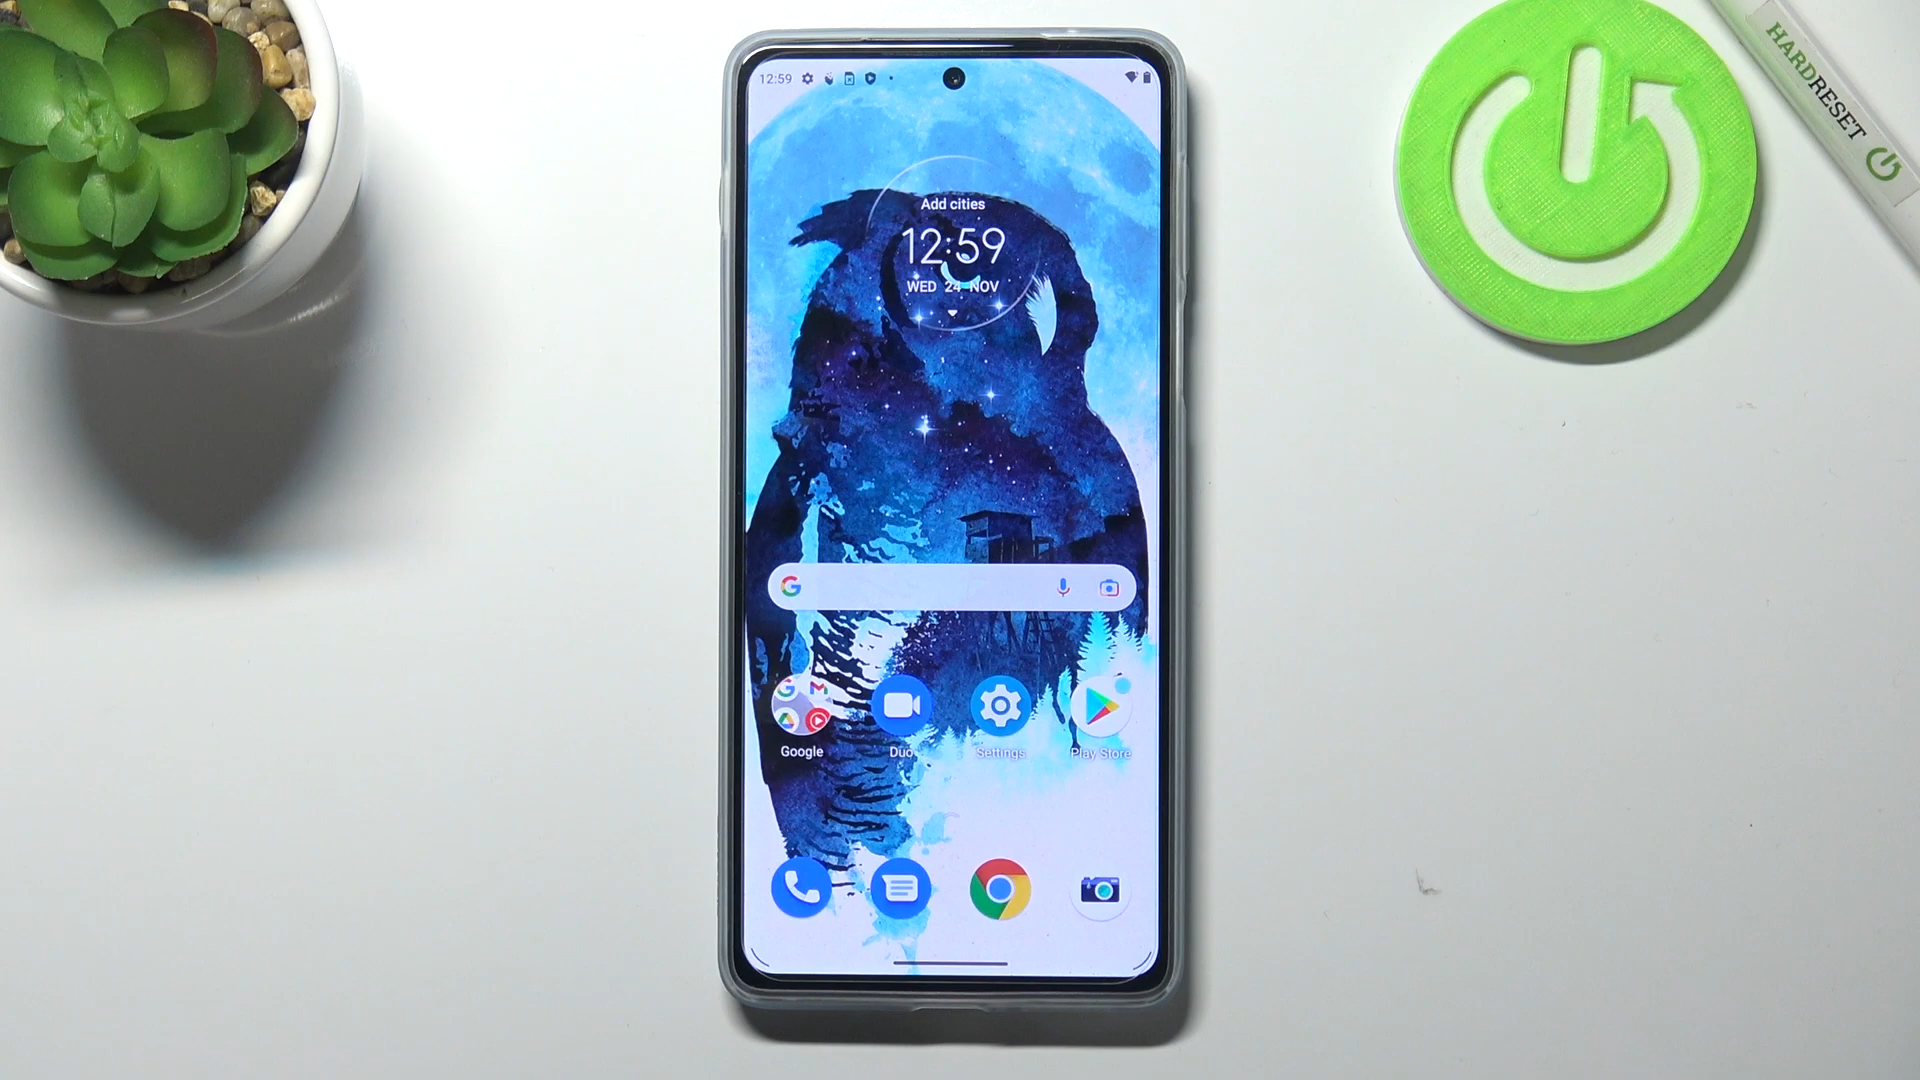 12:59
Add cities
12:59
WED 24 NOV
Google
Duo
Settings
Play Store
HARDRESET